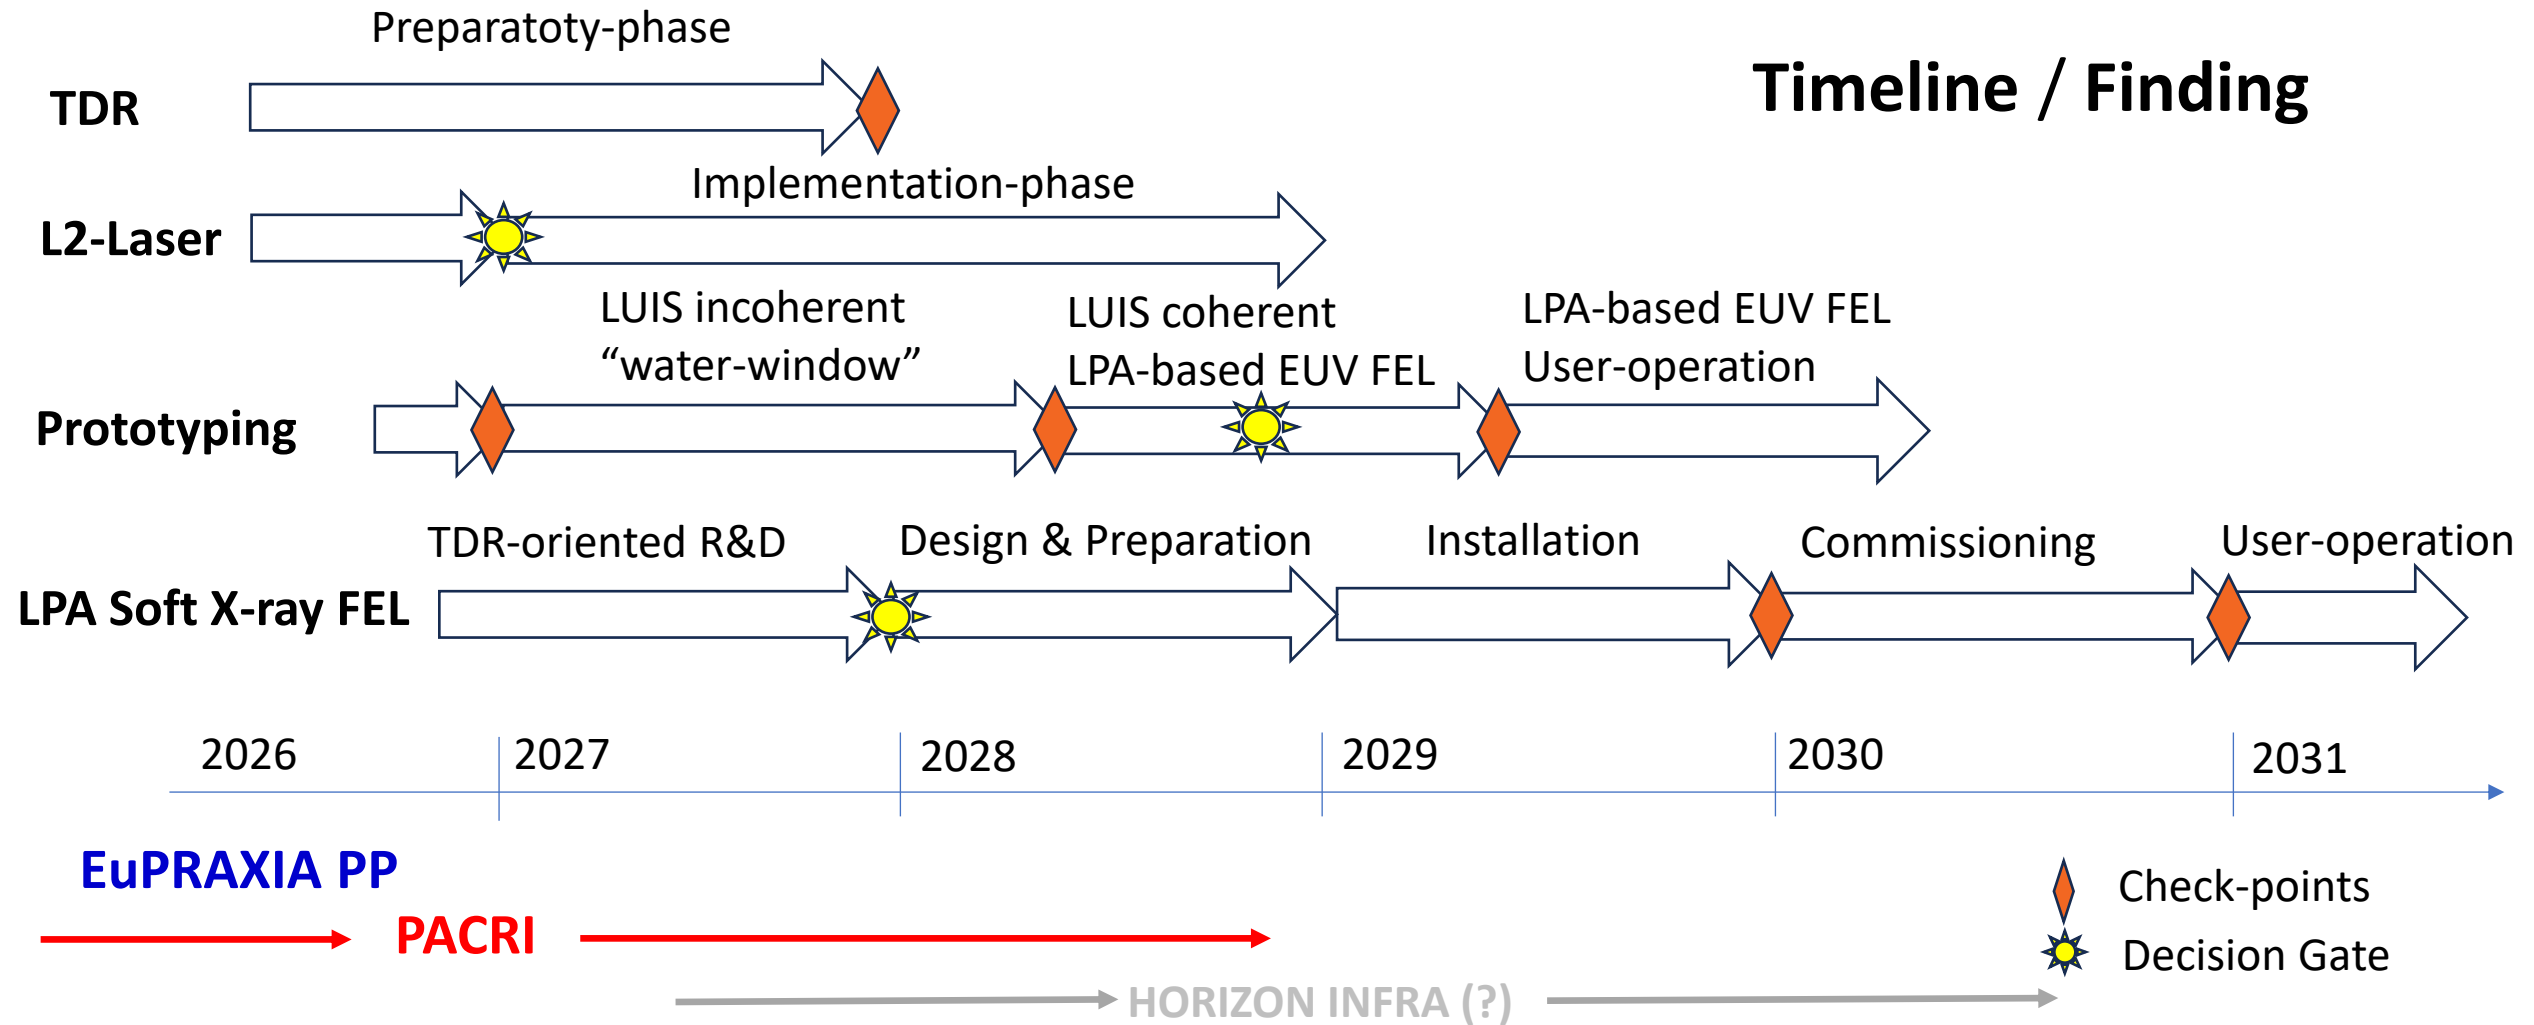 Preparatoty-phase
Timeline / Finding
TDR
Implementation-phase
L2-Laser
LUIS incoherent
“water-window”
LUIS coherent
LPA-based EUV FEL
LPA-based EUV FEL
User-operation
Prototyping
TDR-oriented R&D
Design & Preparation
Installation
Commissioning
User-operation
LPA Soft X-ray FEL
2026
2027
2028
2029
2030
2031
EuPRAXIA PP
PACRI
HORIZON INFRA (?)
Check-points
Decision Gate